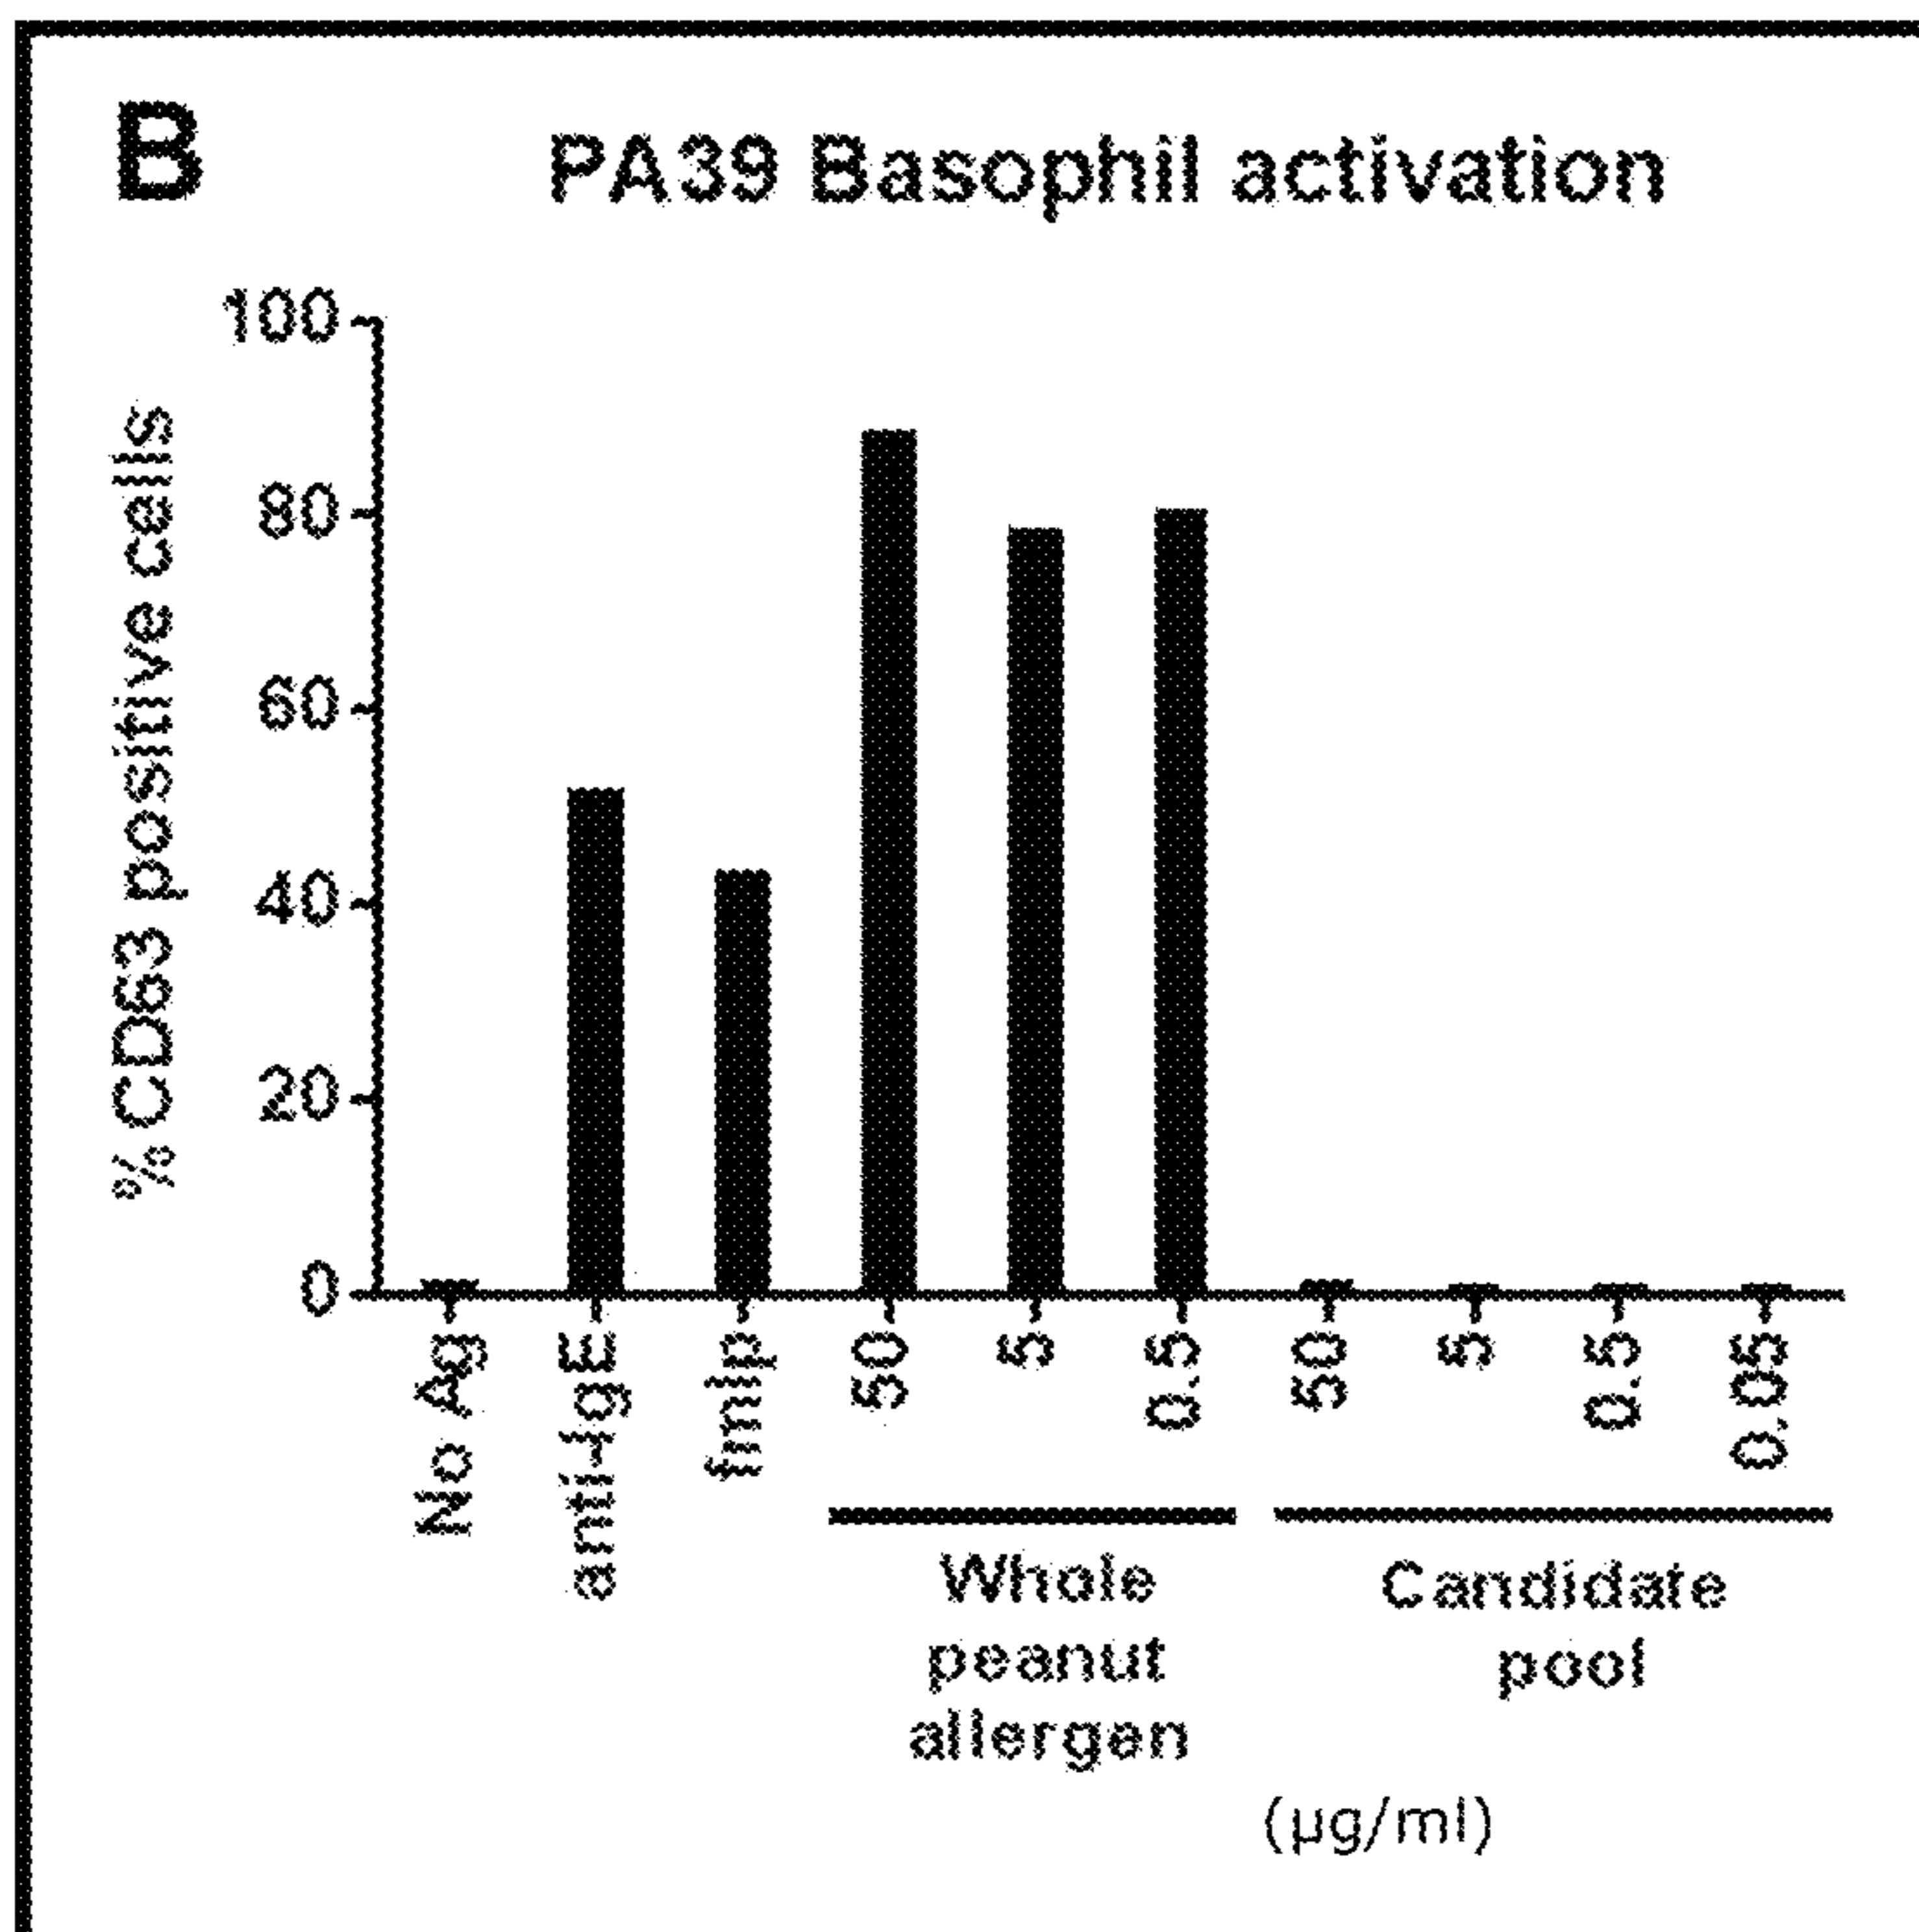 B
PA39 Basophil activation
% CD63 positive cells
100
80
60
40
20
0
No Ag
anti-IgE
fmlp
50
5
0.5
50
5
0.5
0.05
Whole
peanut
allergen
Candidate
pool
(µg/ml)